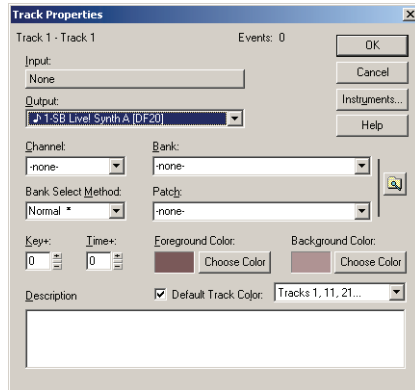 Track Properties
Track 1 - Track 1
Events: 0
OK
Input:
None
Cancel
Output:
1-SB Live! Synth A [DF20]
Instruments...
Help
Channel:
Bank:
-none-
-none-
Bank Select Method:
Patch:
Normal *
-none-
Key+:
Time+:
Foreground Color:
Background Color:
0
0
Choose Color
Choose Color
Description
Default Track Color:
Tracks 1, 11, 21...